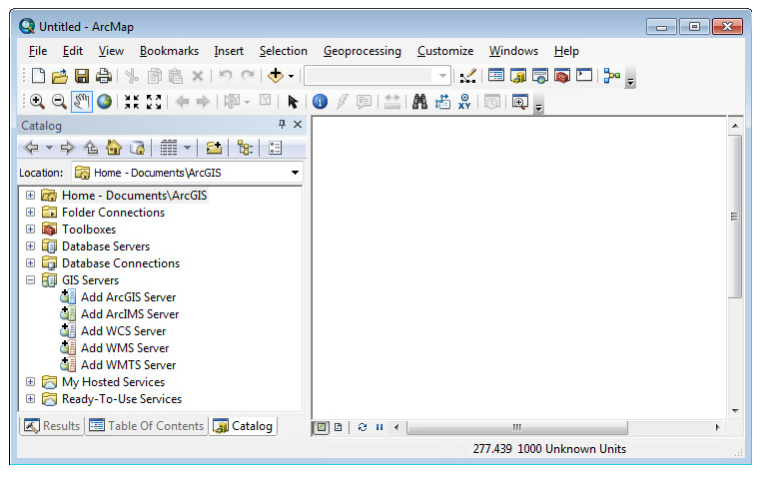 Untitled - ArcMap
File Edit View Bookmarks Insert Selection Geoprocessing Customize Windows Help
Catalog
Location: Home - Documents\ArcGIS
Home - Documents\ArcGIS
Folder Connections
Toolboxes
Database Servers
Database Connections
GIS Servers
Add ArcGIS Server
Add ArcIMS Server
Add WCS Server
Add WMS Server
Add WMTS Server
My Hosted Services
Ready-To-Use Services
Results Table Of Contents Catalog
277.439 1000 Unknown Units